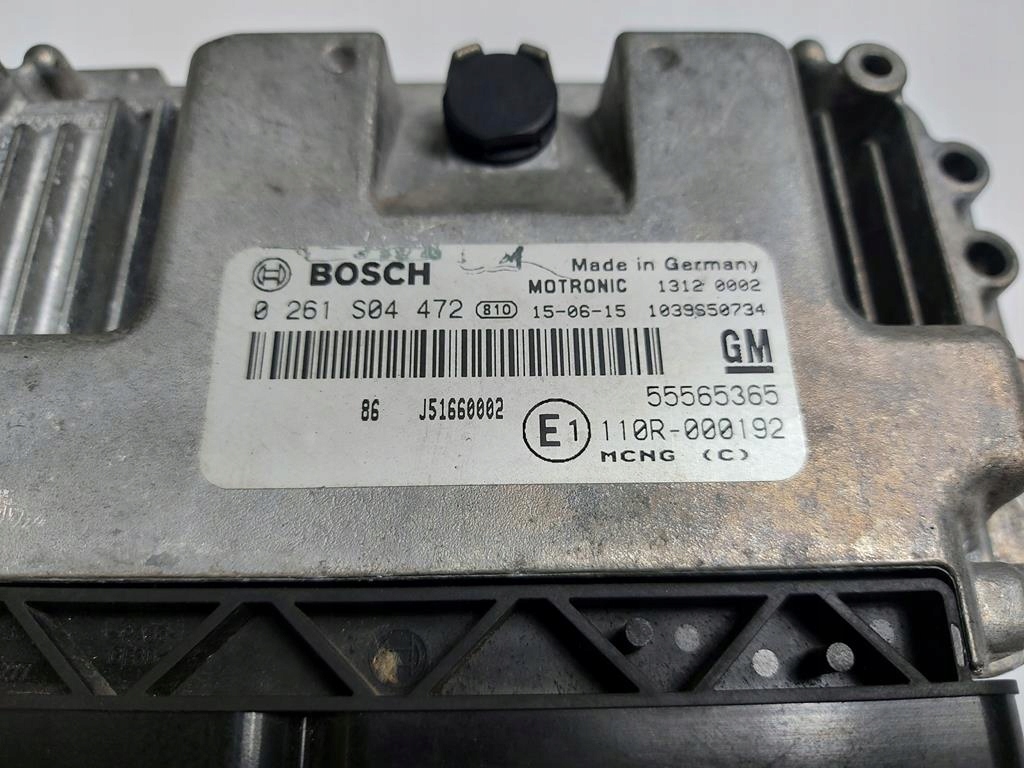 BOSCH
Made in Germany
MOTRONIC 1312 0002
0 261 S04 472 810 15-06-15 1039S50734
GM
86 J51660002
55565365
E1 110R-000192
MCNG (C)